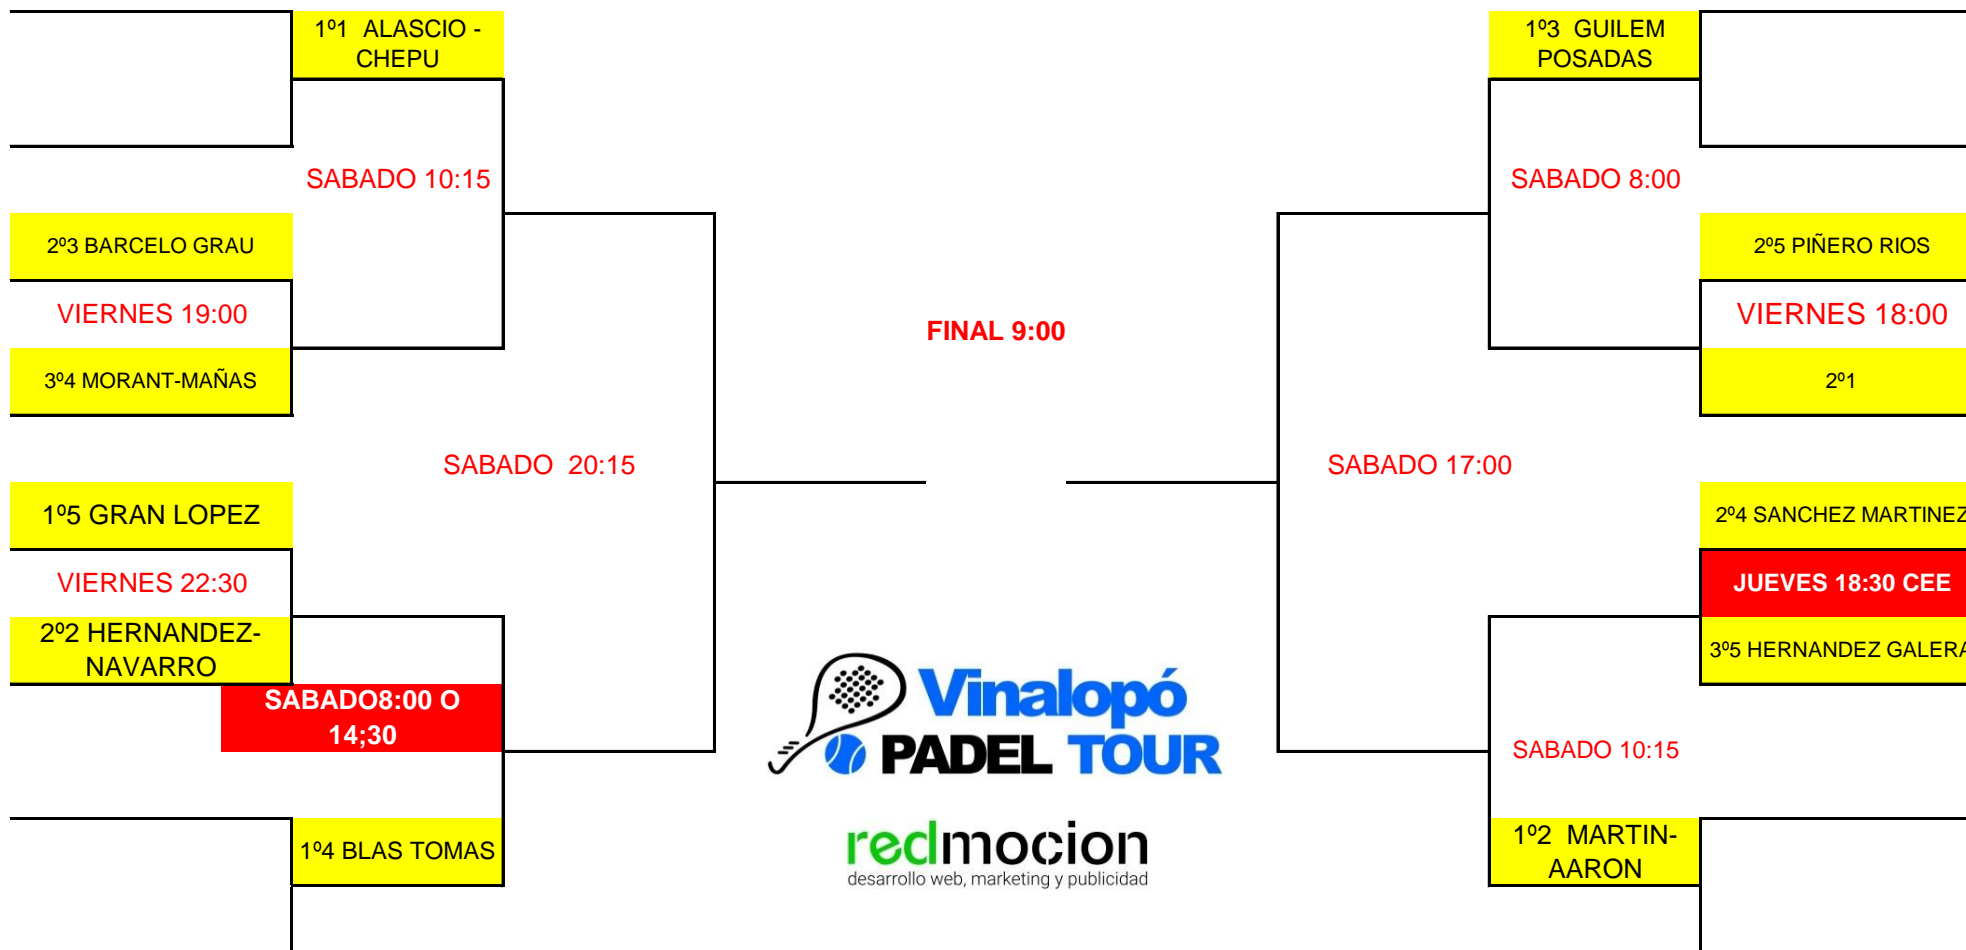 1º1  ALASCIO -
CHEPU
1º3  GUILEM
POSADAS
SABADO 10:15
SABADO 8:00
2º3 BARCELO GRAU
2º5 PIÑERO RIOS
VIERNES 19:00
FINAL 9:00
VIERNES 18:00
3º4 MORANT-MAÑAS
2º1
SABADO  20:15
SABADO 17:00
1º5 GRAN LOPEZ
2º4 SANCHEZ MARTINEZ
VIERNES 22:30
JUEVES 18:30 CEE
2º2 HERNANDEZ-
NAVARRO
3º5 HERNANDEZ GALERA
SABADO8:00 O
14;30
Vinalopó
PADEL TOUR
SABADO 10:15
1º4 BLAS TOMAS
redmocion
desarrollo web, marketing y publicidad
1º2  MARTIN-
AARON